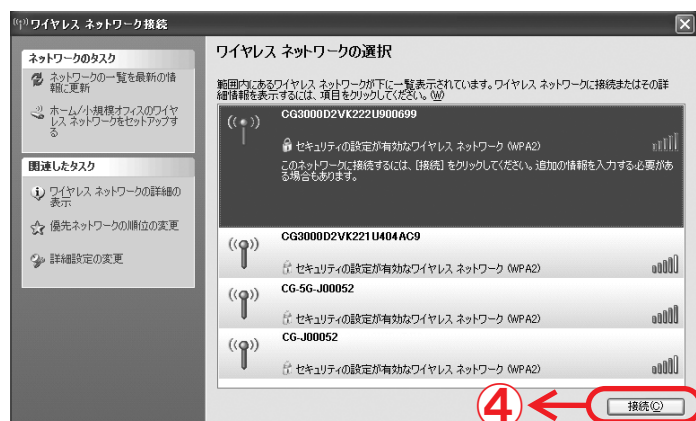 ワイヤレス ネットワーク接続
ネットワークのタスク
ネットワークの一覧を最新の情
報に更新
ホーム/小規模オフィスのワイヤ
レス ネットワークをセットアップす
る
関連したタスク
ワイヤレス ネットワークの詳細の
表示
優先ネットワークの順位の変更
詳細設定の変更
ワイヤレス ネットワークの選択
範囲内にあるワイヤレス ネットワークが下に一覧表示されています。ワイヤレス ネットワークに接続またはその詳
細情報を表示するには、項目をクリックしてください。(W)
CG3000D2VK222U900699
セキュリティの設定が有効なワイヤレス ネットワーク (WPA2)
このネットワークに接続するには、[接続] をクリックしてください。追加の情報を入力する必要があ
る場合もあります。
CG3000D2VK221U404AC9
セキュリティの設定が有効なワイヤレス ネットワーク (WPA2)
CG-5G-J00052
セキュリティの設定が有効なワイヤレス ネットワーク (WPA2)
CG-J00052
セキュリティの設定が有効なワイヤレス ネットワーク (WPA2)
④
接続(C)